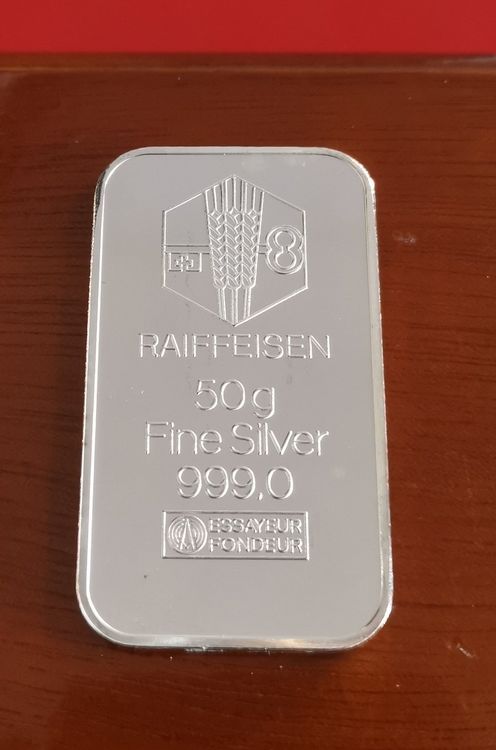 RAIFFEISEN
50g
Fine Silver
999.0
ESSAYEUR
FONDEUR